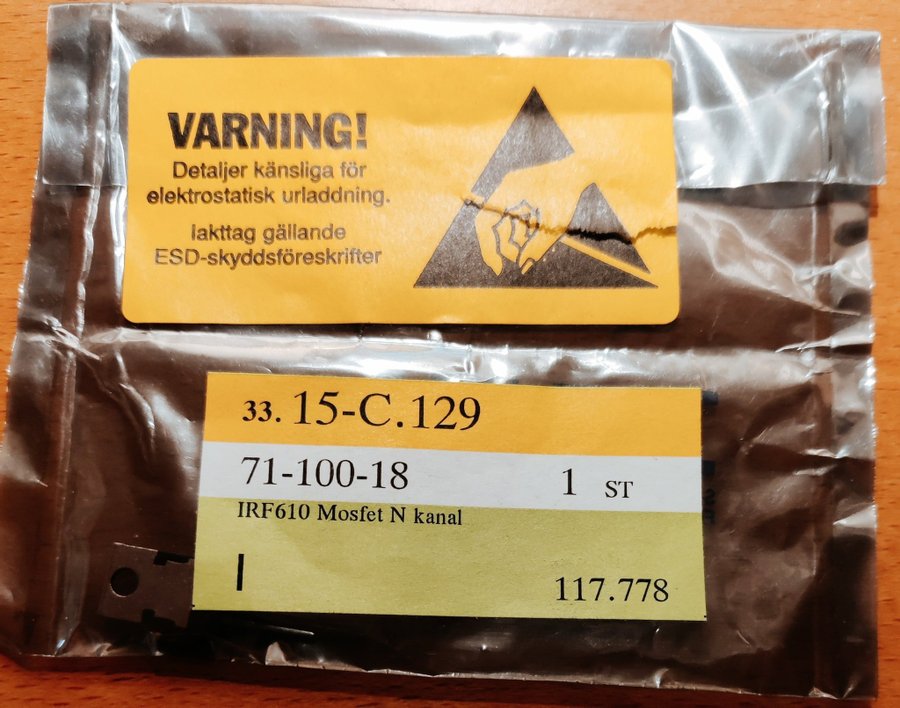 VARNING!
Detaljer känsliga för
elektrostatisk urladdning.
Iakttag gällande
ESD-skyddsföreskrifter
33. 15-C.129
71-100-18 1 ST
IRF610 Mosfet N kanal
117.778